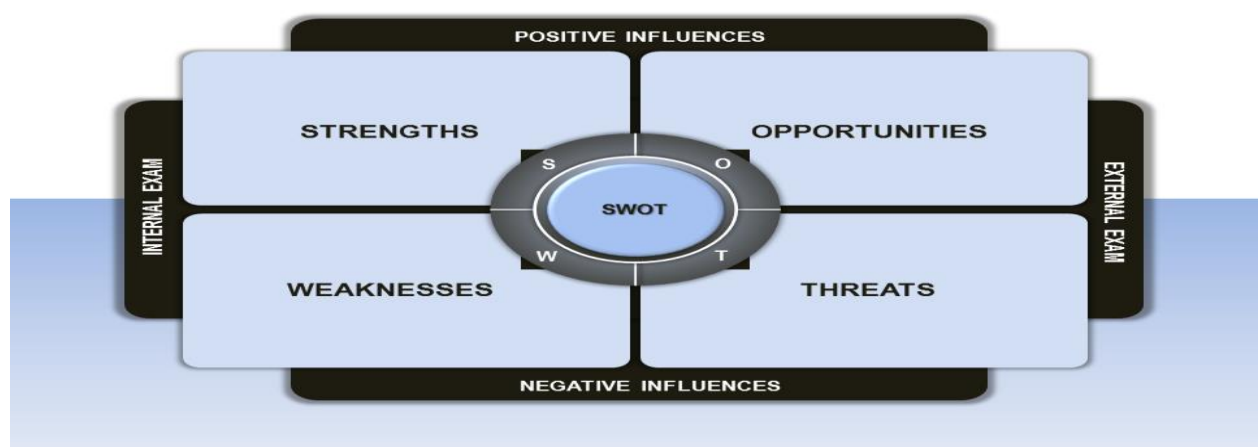 POSITIVE INFLUENCES
STRENGTHS
OPPORTUNITIES
INTERNAL EXAM
EXTERNAL EXAM
S
O
SWOT
W
T
WEAKNESSES
THREATS
NEGATIVE INFLUENCES